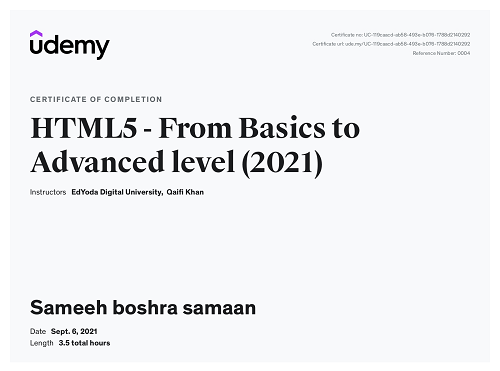 udemy
Certificate no: UC-119caacd-ab58-493e-b076-1788d2140292
Certificate url: ude.my/UC-119caacd-ab58-493e-b076-1788d2140292
Reference Number: 0004
CERTIFICATE OF COMPLETION
HTML5 - From Basics to
Advanced level (2021)
Instructors EdYoda Digital University, Qaifi Khan
Sameeh boshra samaan
Date Sept. 6, 2021
Length 3.5 total hours